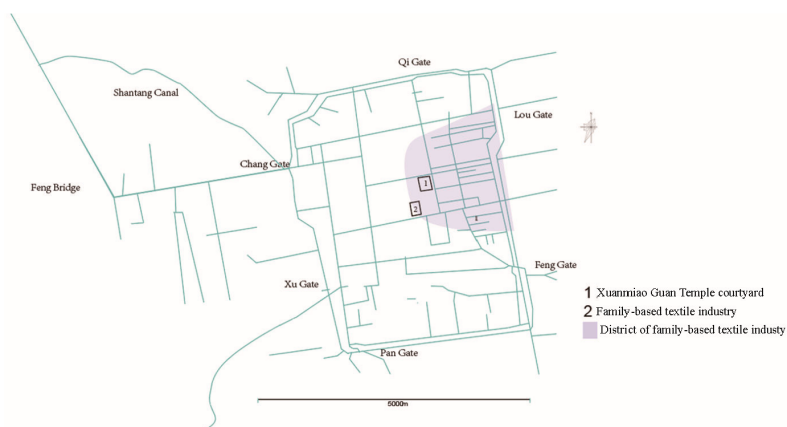 Qi Gate
Shantang Canal
Lou Gate
Chang Gate
Feng Bridge
1
2
1
Feng Gate
Xu Gate
1 Xuanmiao Guan Temple courtyard
2 Family-based textile industry
District of family-based textile industy
Pan Gate
5000m